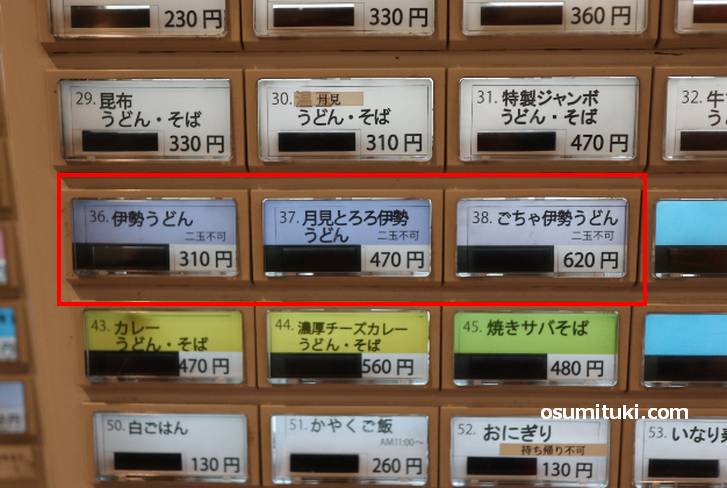 230円
330円
360円
29. 昆布
うどん・そば
330円
30. 月見
うどん・そば
310円
31. 特製ジャンボ
うどん・そば
470円
32. 牛
36. 伊勢うどん
二玉不可
310円
37. 月見とろろ伊勢
うどん 二玉不可
470円
38. ごちゃ伊勢うどん
二玉不可
620円
43. カレー
うどん・そば
470円
44. 濃厚チーズカレー
うどん・そば
560円
45. 焼きサバそば
480円
osumituki.com
50. 白ごはん
130円
51. かやくご飯
AM11:00〜
260円
52. おにぎり
持ち帰り不可
130円
53. いなり